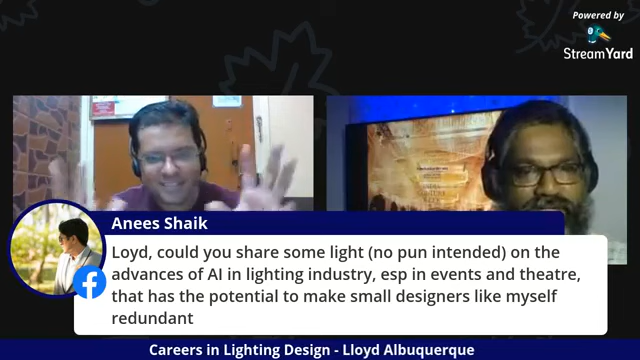 Powered by
StreamYard
Anees Shaik
Loyd, could you share some light (no pun intended) on the
advances of AI in lighting industry, esp in events and theatre,
that has the potential to make small designers like myself
redundant
Careers in Lighting Design - Lloyd Albuquerque